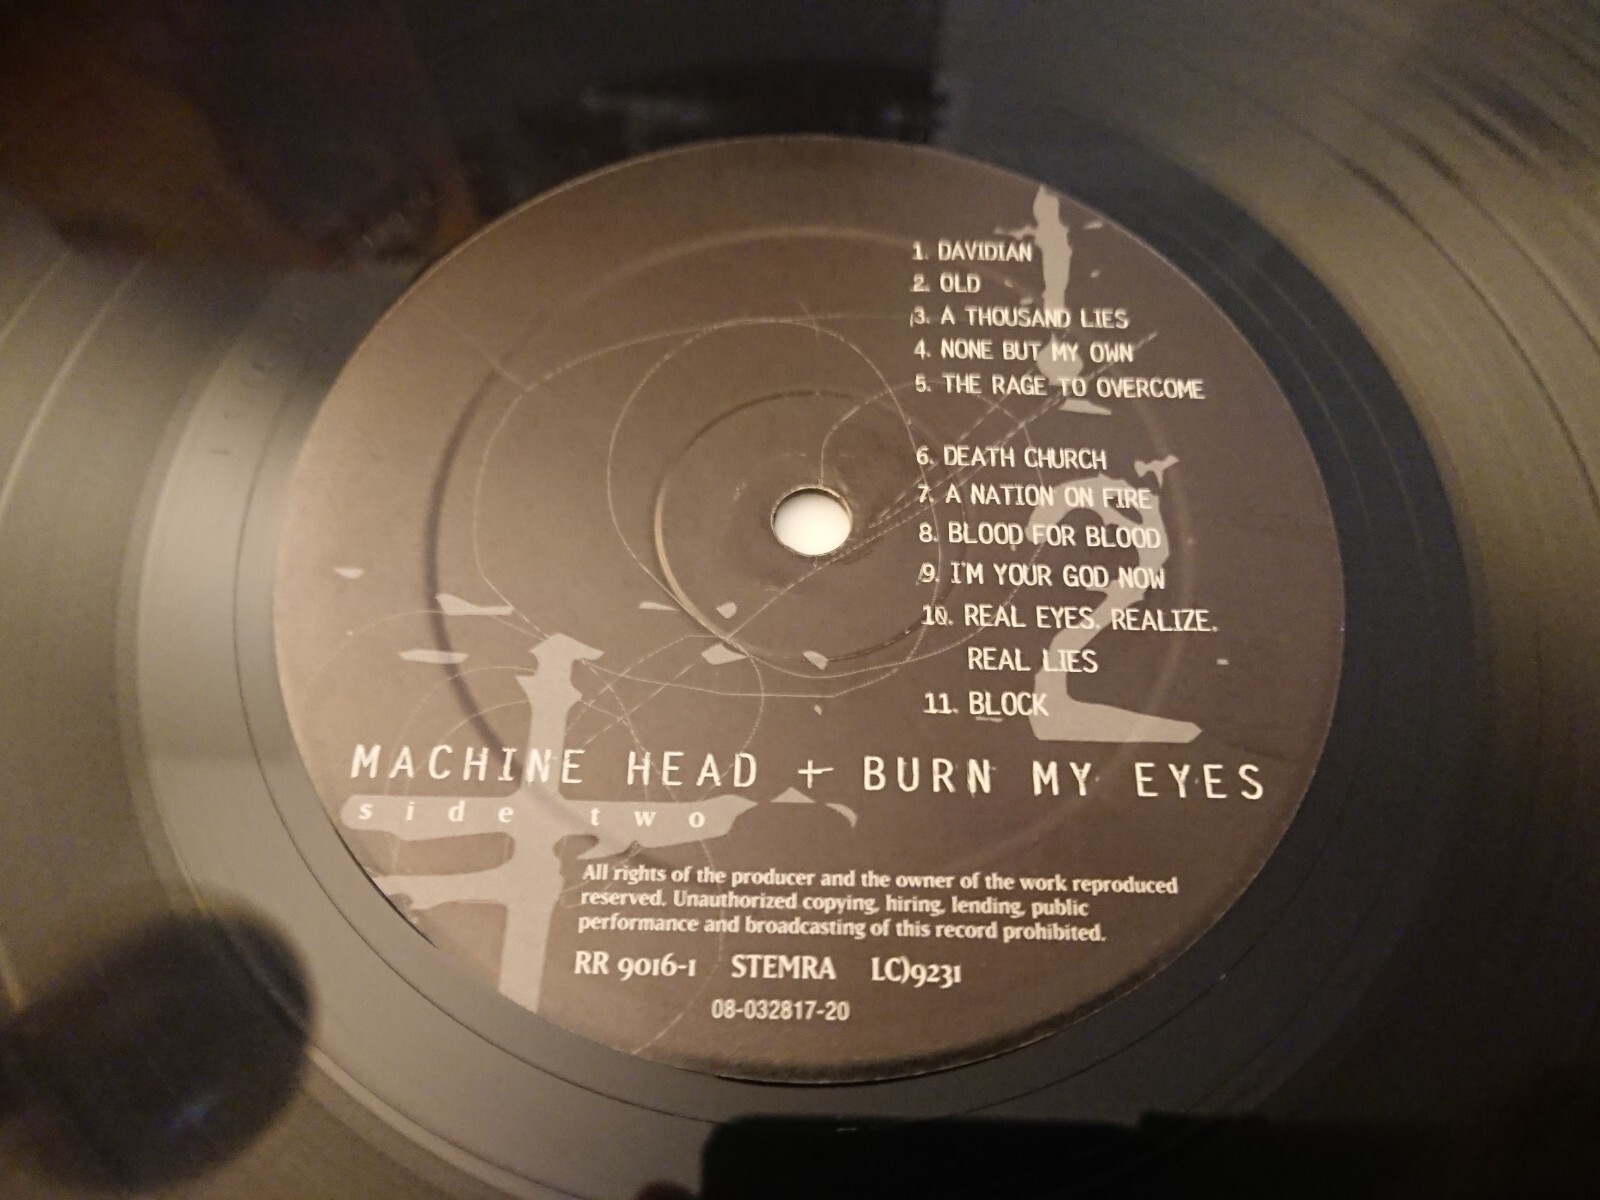 1. DAVIDIAN
2. OLD
3. A THOUSAND LIES
4. NONE BUT MY OWN
5. THE RAGE TO OVERCOME
6. DEATH CHURCH
7. A NATION ON FIRE
8. BLOOD FOR BLOOD
9. I'M YOUR GOD NOW
10. REAL EYES. REALIZE.
REAL LIES
11. BLOCK
2
MACHINE HEAD + BURN MY EYES
side two
All rights of the producer and the owner of the work reproduced
reserved. Unauthorized copying, hiring, lending, public
performance and broadcasting of this record prohibited.
RR 9016-1 STEMRA LC)9231
08-032817-20